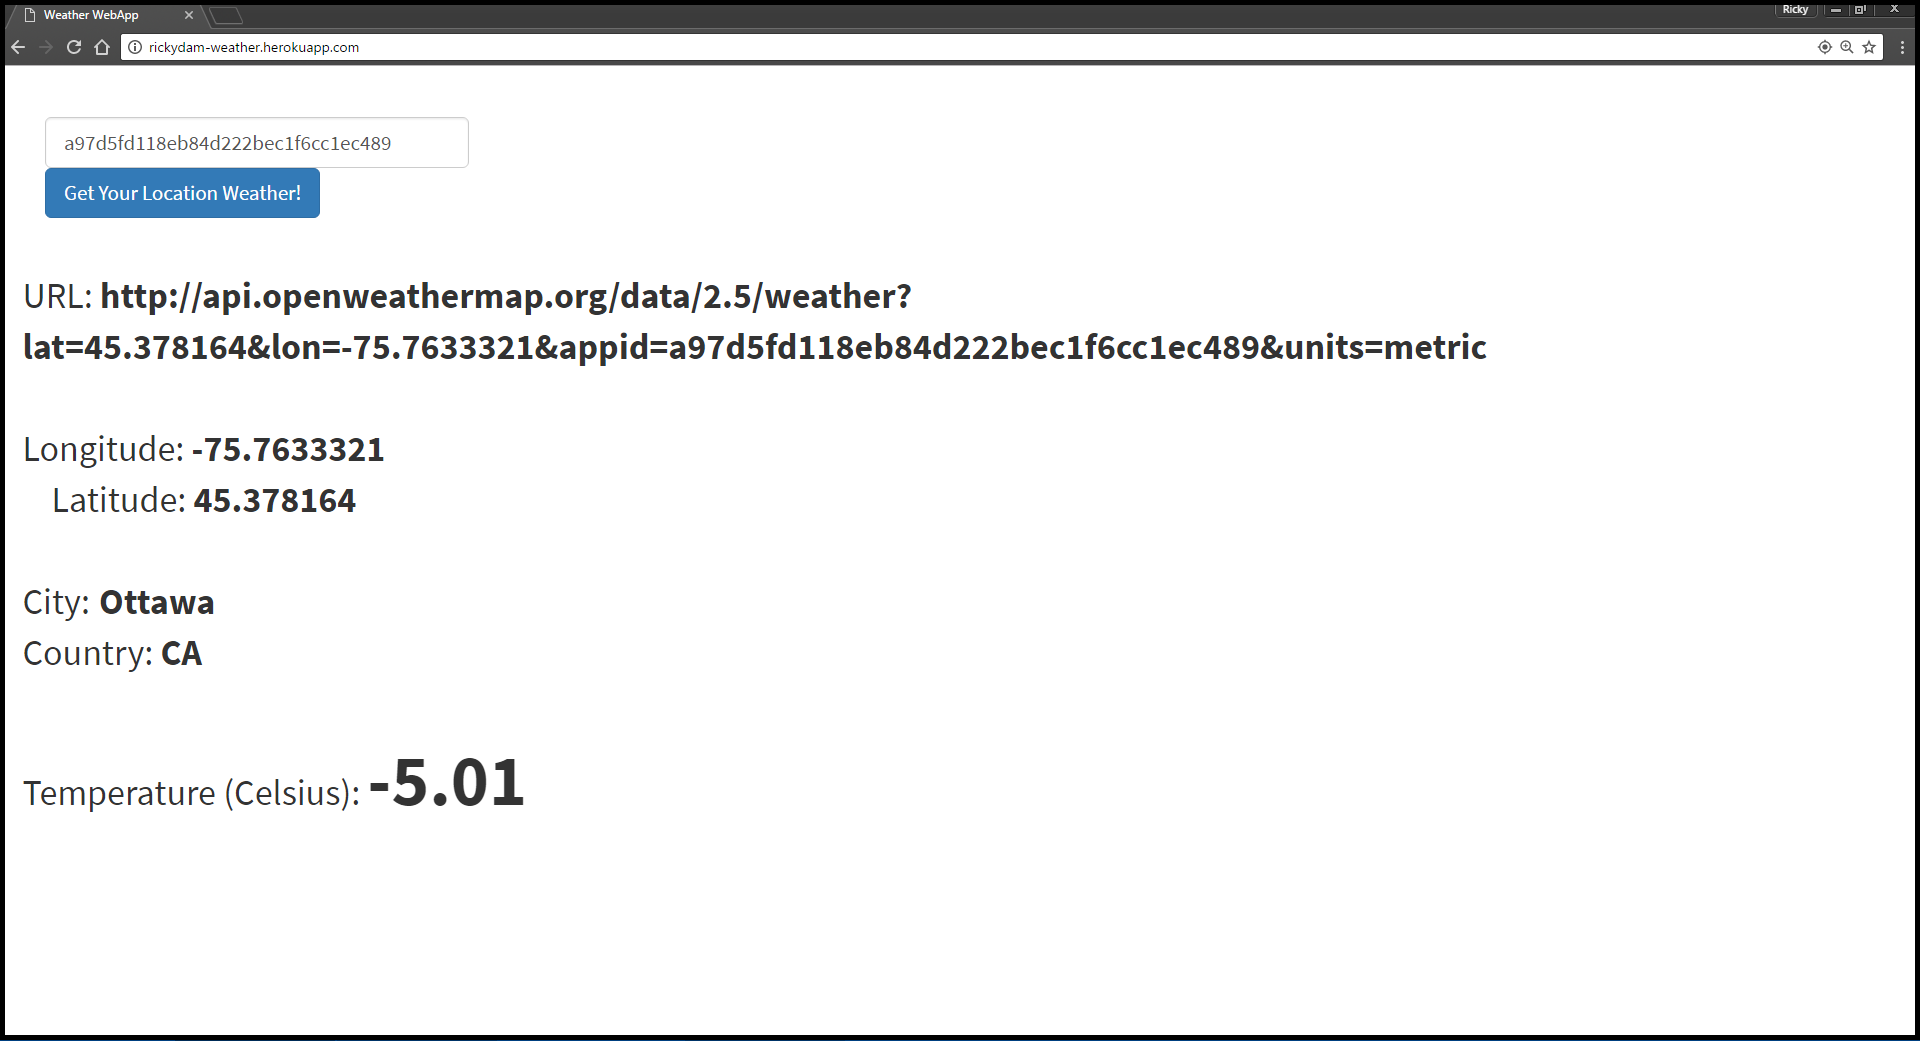 Weather WebApp
Ricky
rickydam-weather.herokuapp.com
a97d5fd118eb84d222bec1f6cc1ec489
Get Your Location Weather!
URL: http://api.openweathermap.org/data/2.5/weather?
lat=45.378164&lon=-75.7633321&appid=a97d5fd118eb84d222bec1f6cc1ec489&units=metric
Longitude: -75.7633321
Latitude: 45.378164
City: Ottawa
Country: CA
Temperature (Celsius): -5.01